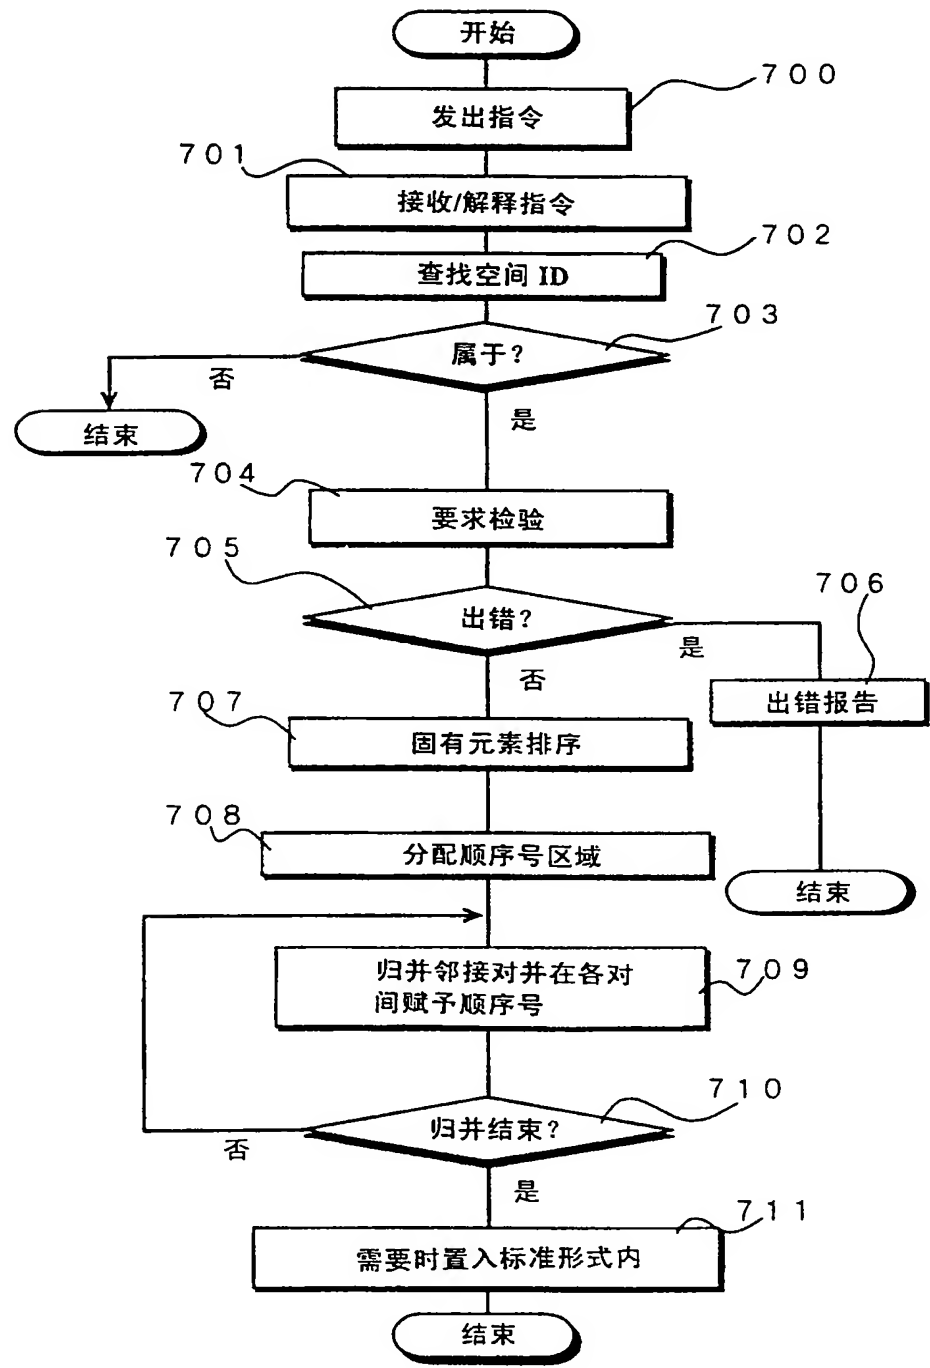 开始
700
发出指令
701
接收/解释指令
702
查找空间 ID
703
属于?
否
是
结束
704
要求检验
705
出错?
706
是
否
出错报告
707
固有元素排序
708
分配顺序号区域
结束
归并邻接对并在各对
间赋予顺序号
709
710
归并结束?
否
是
711
需要时置入标准形式内
结束